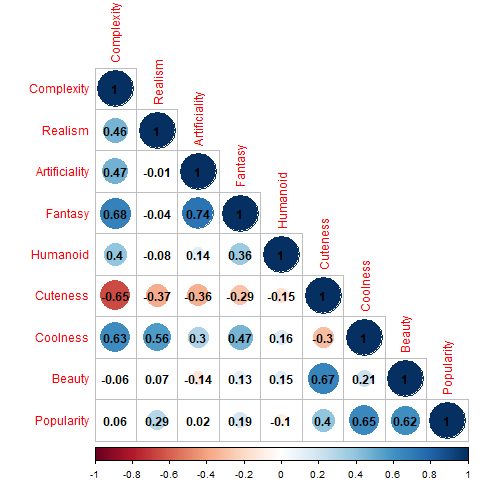 Complexity
Realism
Artificiality
Fantasy
Humanoid
Cuteness
Coolness
Beauty
Popularity
Complexity 1
Realism 0.46 1
Artificiality 0.47 -0.01 1
Fantasy 0.68 -0.04 0.74 1
Humanoid 0.4 -0.08 0.14 0.36 1
Cuteness -0.65 -0.37 -0.36 -0.29 -0.15 1
Coolness 0.63 0.56 0.3 0.47 0.16 -0.3 1
Beauty -0.06 0.07 -0.14 0.13 0.15 0.67 0.21 1
Popularity 0.06 0.29 0.02 0.19 -0.1 0.4 0.65 0.62 1
-1 -0.8 -0.6 -0.4 -0.2 0 0.2 0.4 0.6 0.8 1